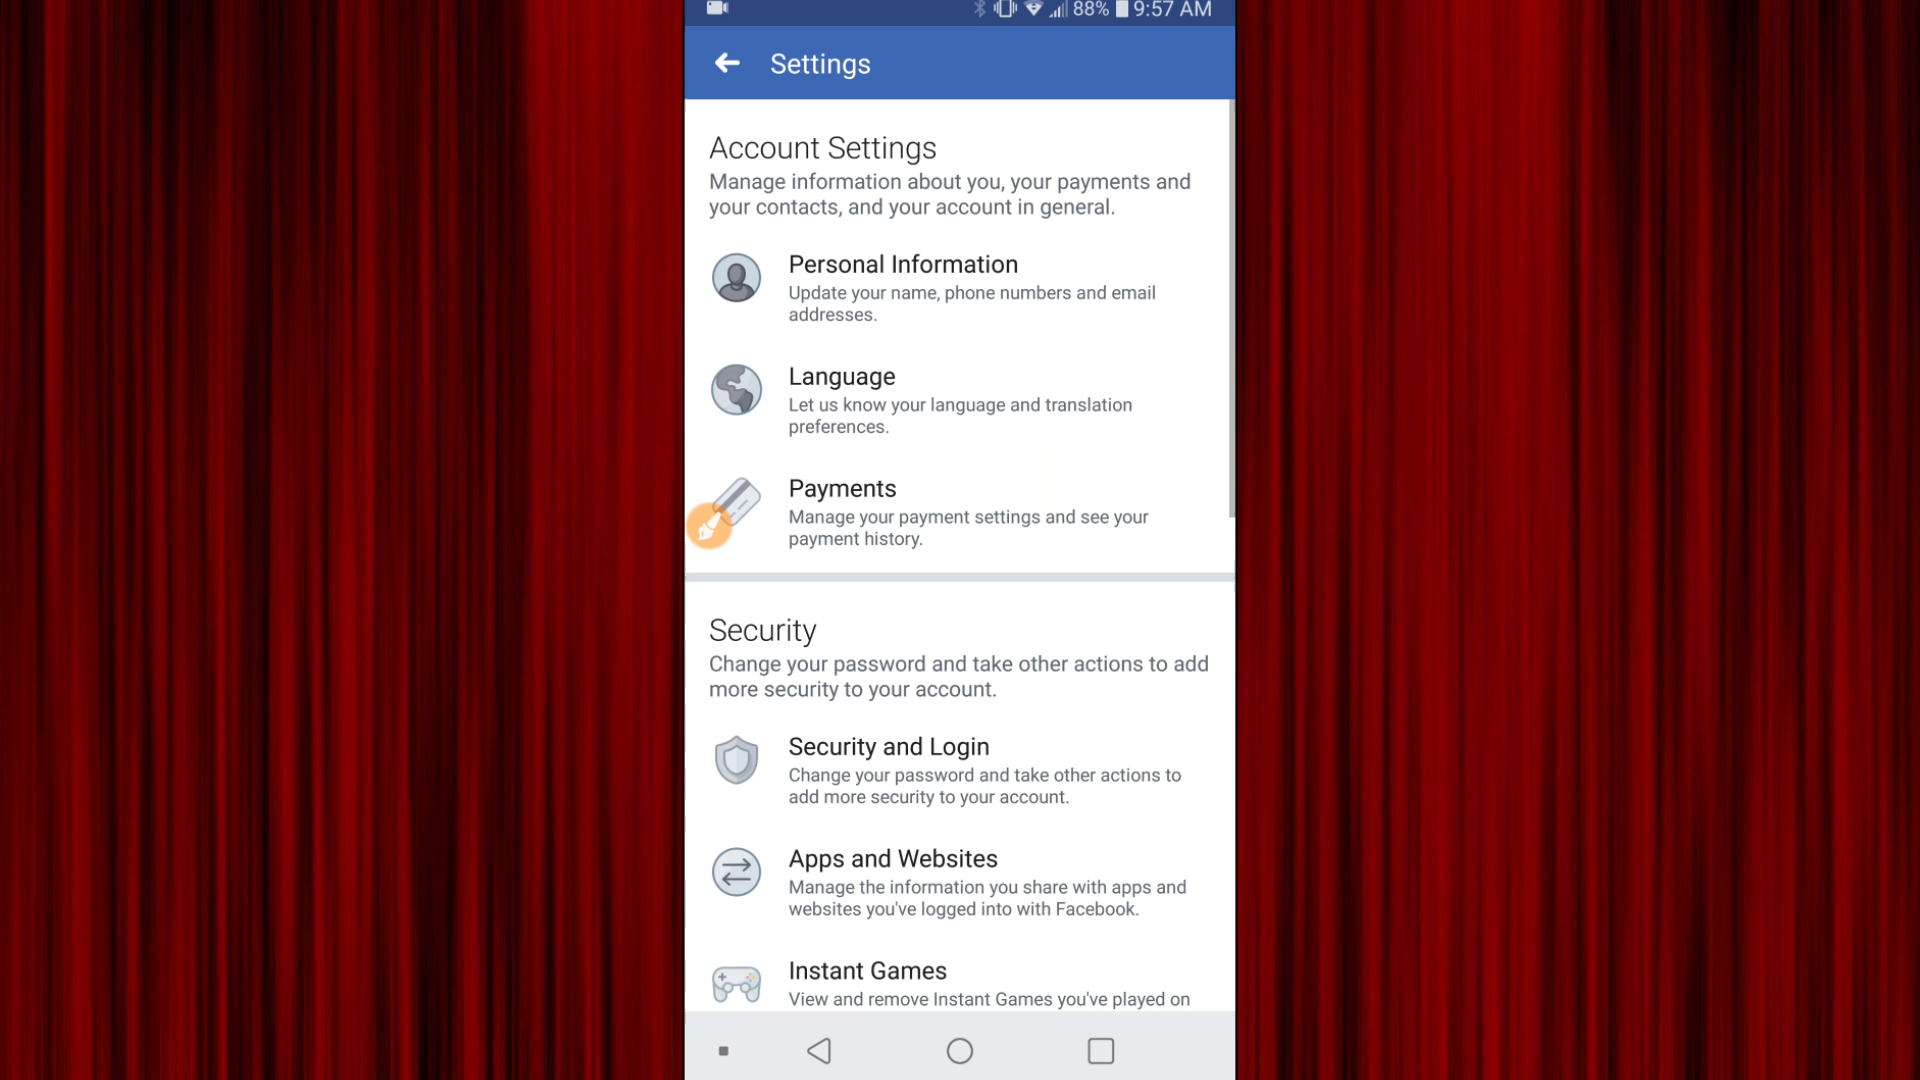 88% 9:57 AM
Settings
Account Settings
Manage information about you, your payments and
your contacts, and your account in general.
Personal Information
Update your name, phone numbers and email
addresses.
Language
Let us know your language and translation
preferences.
Payments
Manage your payment settings and see your
payment history.
Security
Change your password and take other actions to add
more security to your account.
Security and Login
Change your password and take other actions to
add more security to your account.
Apps and Websites
Manage the information you share with apps and
websites you've logged into with Facebook.
Instant Games
View and remove Instant Games you've played on